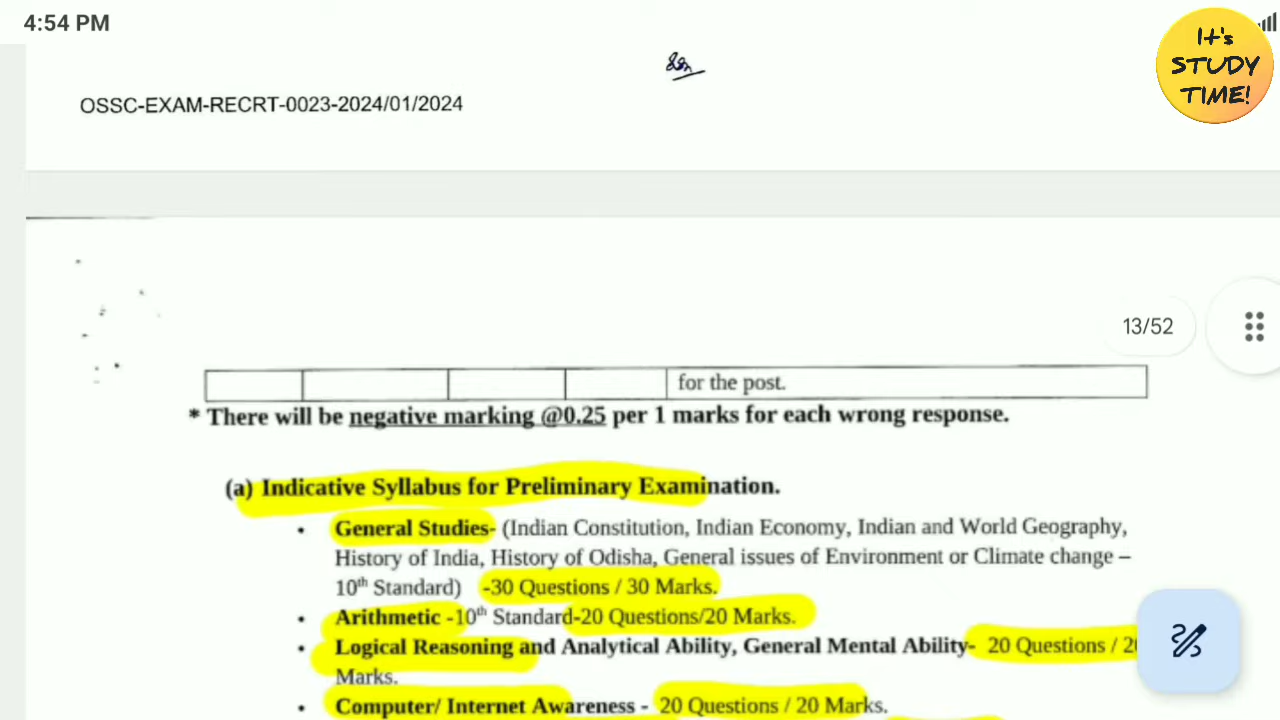 4:54 PM
It's
STUDY
TIME!
OSSC-EXAM-RECRT-0023-2024/01/2024
13/52
for the post.
* There will be negative marking @0.25 per 1 marks for each wrong response.
(a) Indicative Syllabus for Preliminary Examination.
• General Studies- (Indian Constitution, Indian Economy, Indian and World Geography,
History of India, History of Odisha, General issues of Environment or Climate change –
10th Standard) -30 Questions / 30 Marks.
• Arithmetic -10th Standard-20 Questions/20 Marks.
• Logical Reasoning and Analytical Ability, General Mental Ability- 20 Questions / 20
Marks.
• Computer/ Internet Awareness - 20 Questions / 20 Marks.